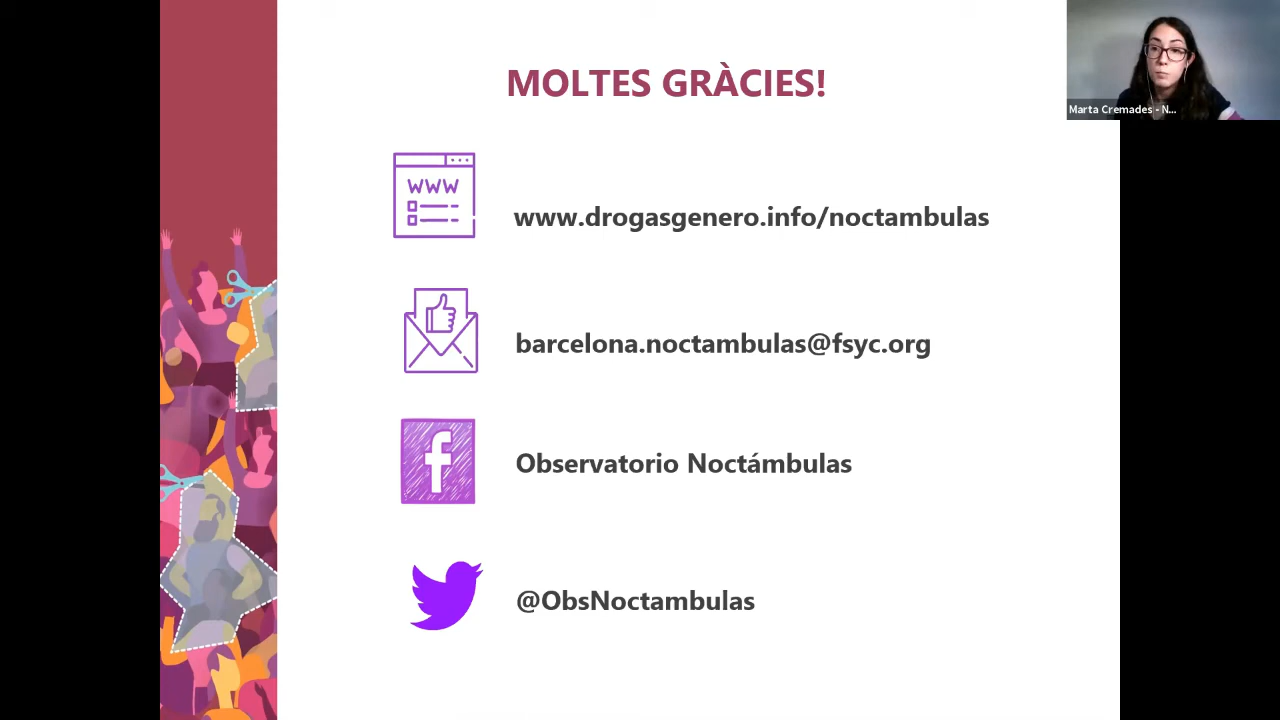 MOLTES GRÀCIES!
Marta Cremades - N...
WWW
www.drogasgenero.info/noctambulas
barcelona.noctambulas@fsyc.org
Observatorio Noctámbulas
@ObsNoctambulas